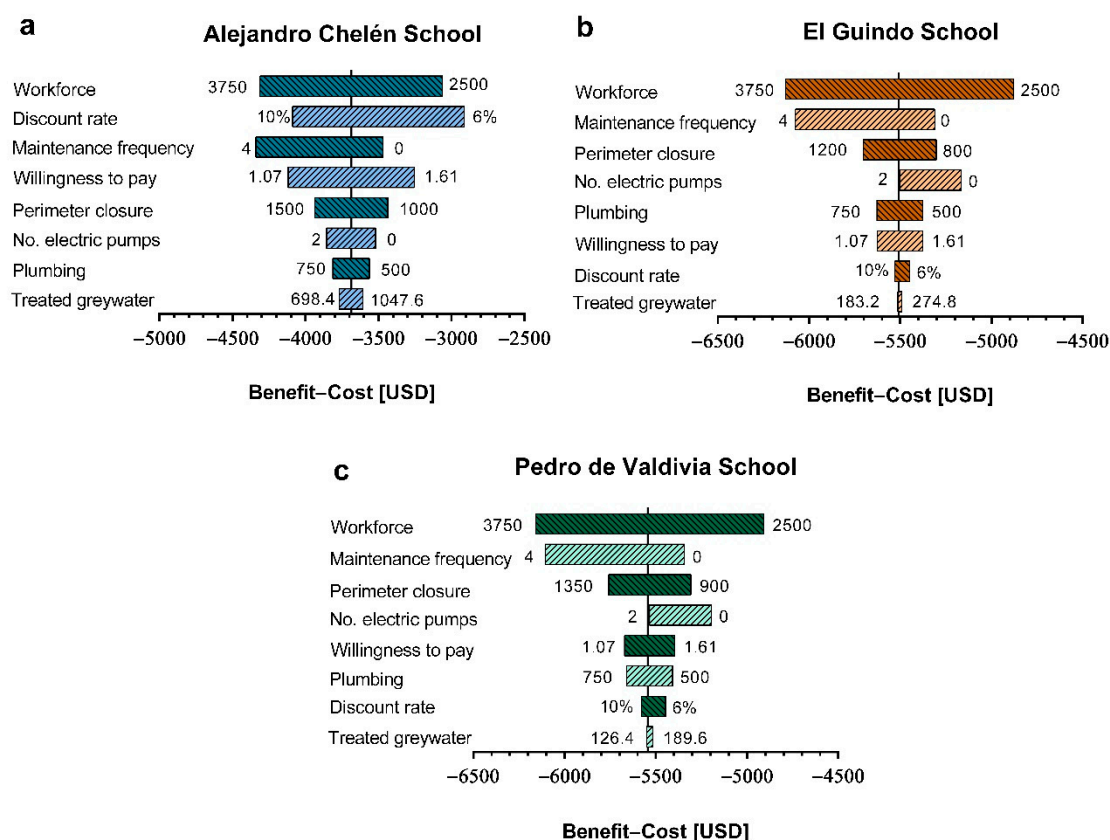 a
Alejandro Chelén School
Workforce 3750 2500
Discount rate 10% 6%
Maintenance frequency 4 0
Willingness to pay 1.07 1.61
Perimeter closure 1500 1000
No. electric pumps 2 0
Plumbing 750 500
Treated greywater 698.4 1047.6
−5000 −4500 −4000 −3500 −3000 −2500
Benefit–Cost [USD]
b
El Guindo School
Workforce 3750 2500
Maintenance frequency 4 0
Perimeter closure 1200 800
No. electric pumps 2 0
Plumbing 750 500
Willingness to pay 1.07 1.61
Discount rate 10% 6%
Treated greywater 183.2 274.8
−6500 −6000 −5500 −5000 −4500
Benefit–Cost [USD]
c
Pedro de Valdivia School
Workforce 3750 2500
Maintenance frequency 4 0
Perimeter closure 1350 900
No. electric pumps 2 0
Willingness to pay 1.07 1.61
Plumbing 750 500
Discount rate 10% 6%
Treated greywater 126.4 189.6
−6500 −6000 −5500 −5000 −4500
Benefit–Cost [USD]